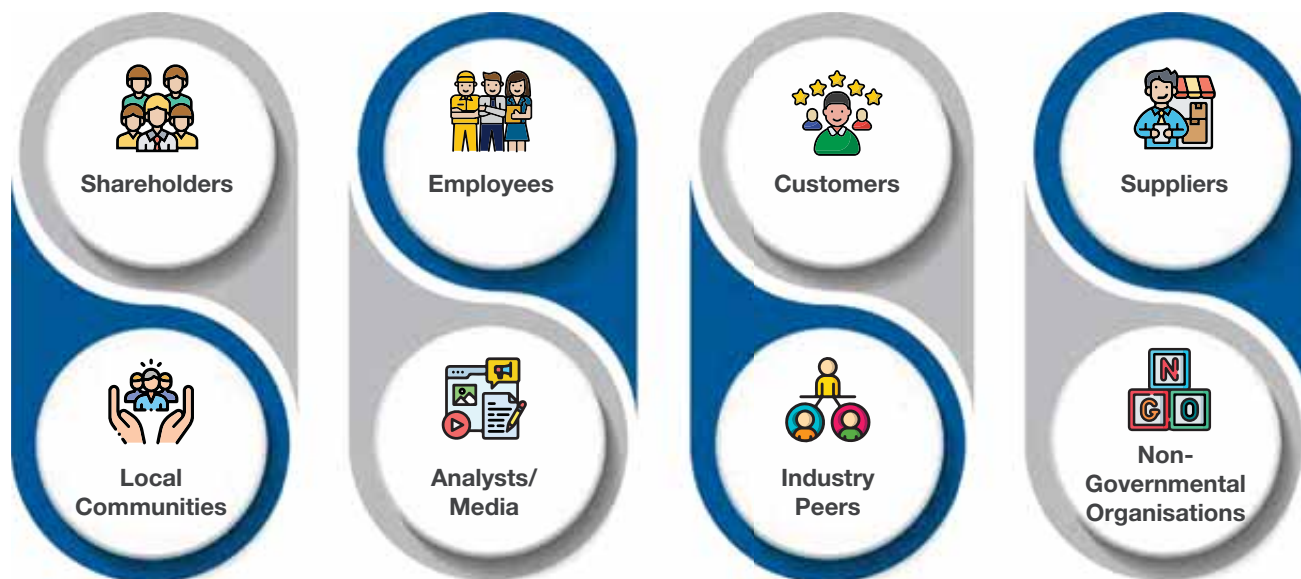 Shareholders
Employees
Customers
Suppliers
Local
Communities
Analysts/
Media
Industry
Peers
N
G O
Non-
Governmental
Organisations